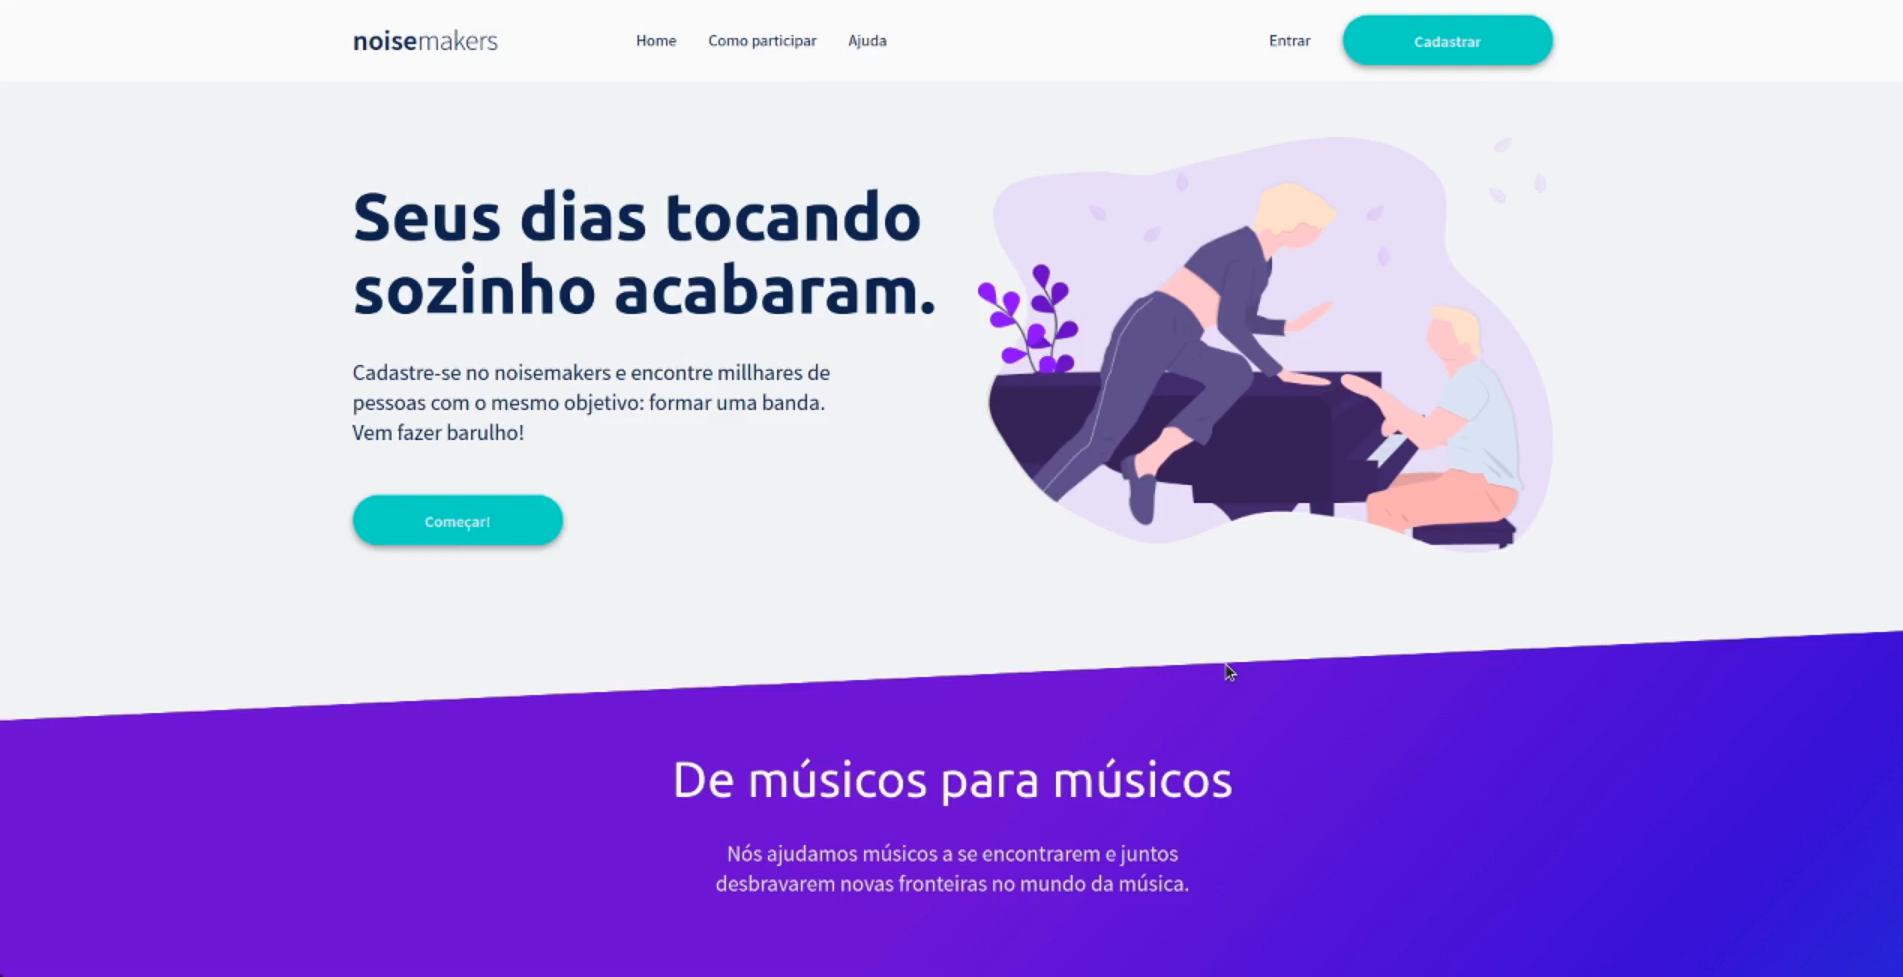 noisemakers
Home
Como participar
Ajuda
Entrar
Cadastrar
Seus dias tocando
sozinho acabaram.
Cadastre-se no noisemakers e encontre millhares de
pessoas com o mesmo objetivo: formar uma banda.
Vem fazer barulho!
Começar!
De músicos para músicos
Nós ajudamos músicos a se encontrarem e juntos
desbravarem novas fronteiras no mundo da música.